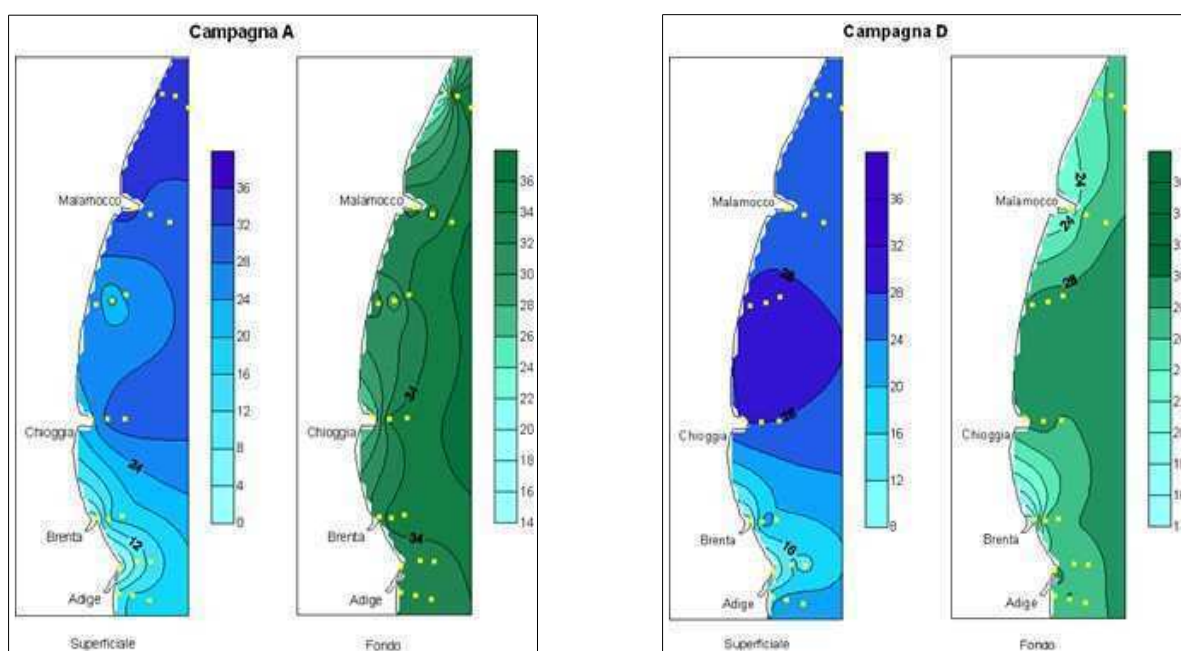 Campagna A
Malamocco
Chioggia
Brenta
Adige
24
12
36
32
28
24
20
16
12
8
4
0
Superficiale
Malamocco
Chioggia
Brenta
Adige
34
36
34
32
30
28
26
24
22
20
18
16
14
Fondo
Campagna D
Malamocco
Chioggia
Brenta
Adige
28
28
16
36
32
28
24
20
16
12
8
Superficiale
Malamocco
Chioggia
Brenta
Adige
24
24
28
Fondo